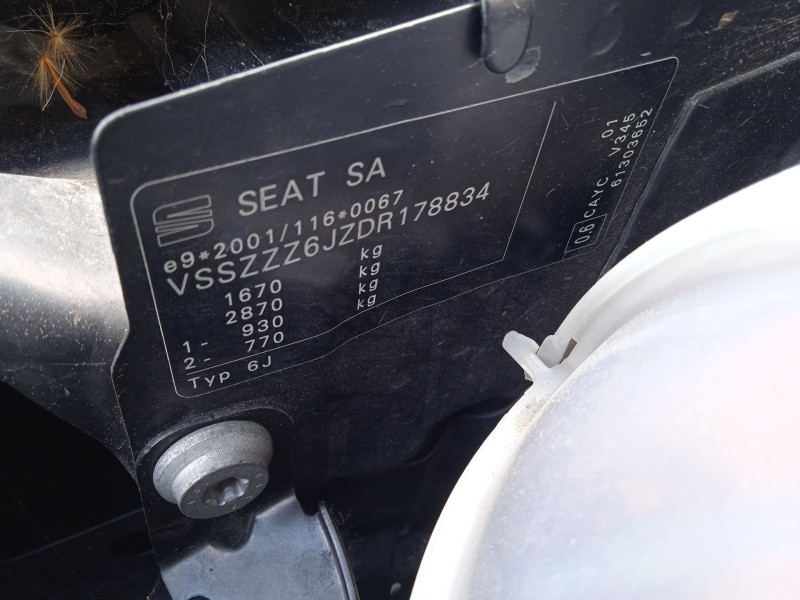 SEAT SA
e9*2001/116*0067
VSSZZZ6JZDR178834
1670 kg
2870 kg
1- 930 kg
2- 770 kg
Typ 6J
01
0.6 CAYC V345
61303652